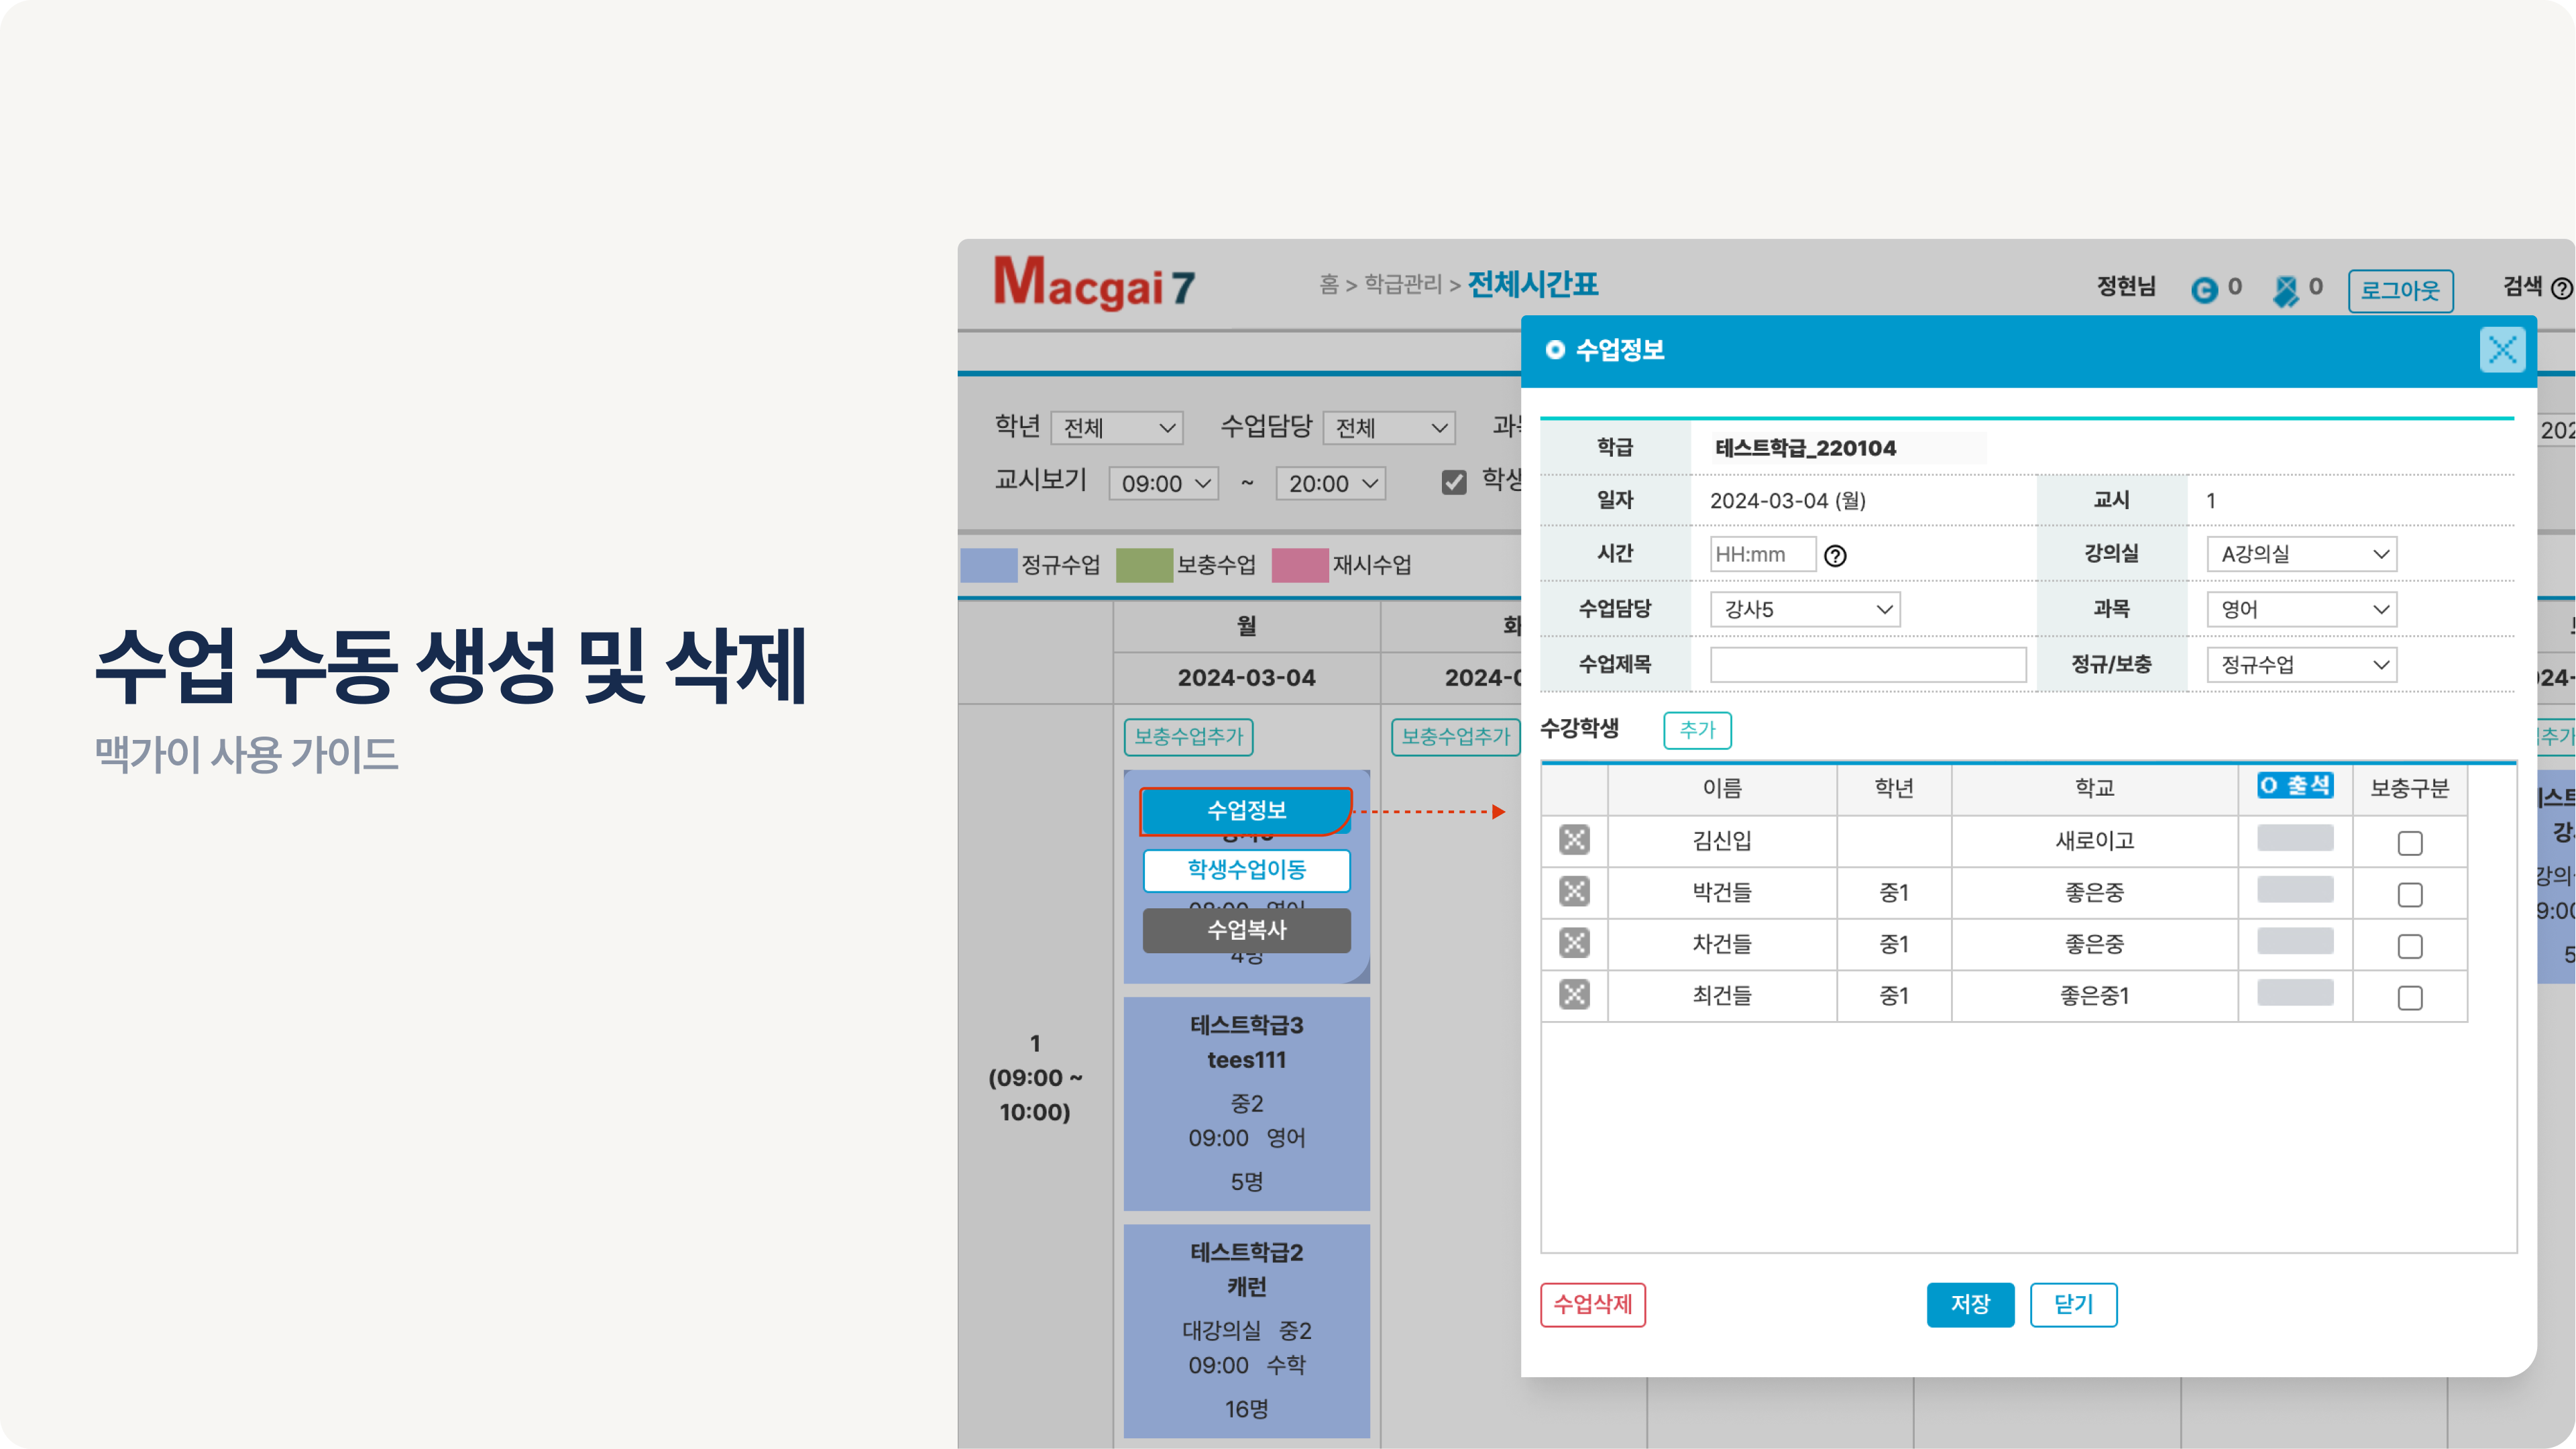 수업 수동 생성 및 삭제
맥가이 사용 가이드
Macgai 7
홈 > 학급관리 > 전체시간표
정현님 0 0 로그아웃 검색
학년 전체 수업담당 전체
교시보기 09:00 ~ 20:00
정규수업 보충수업 재시수업
월
2024-03-04
보충수업추가 보충수업추가
수업정보
학생수업이동
수업복사
4명
1
(09:00 ~
10:00)
테스트학급3
tees111
중2
09:00 영어
5명
테스트학급2
캐런
대강의실 중2
09:00 수학
16명
수업정보
학급 테스트학급_220104
일자 2024-03-04 (월) 교시 1
시간 HH:mm 강의실 A강의실
수업담당 강사5 과목 영어
수업제목 정규/보충 정규수업
수강학생 추가
이름 학년 학교 O 출석 보충구분
김신입 새로이고
박건들 중1 좋은중
차건들 중1 좋은중
최건들 중1 좋은중1
수업삭제 저장 닫기